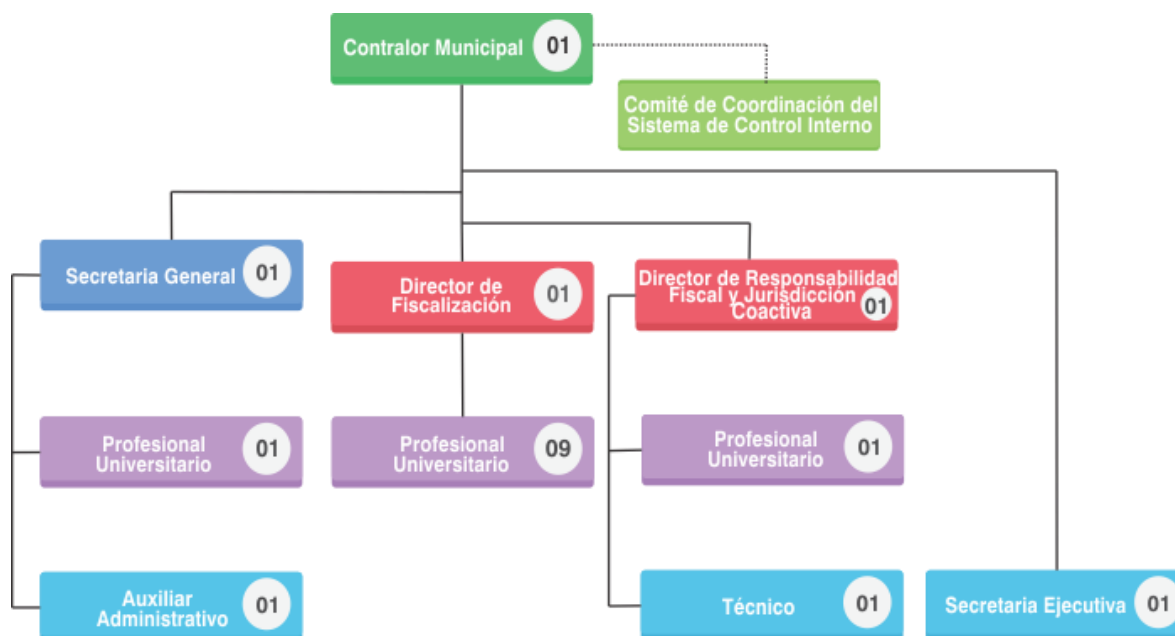 Contralor Municipal 01
Comité de Coordinación del
Sistema de Control Interno
Secretaria General 01
Director de
Fiscalización
01
Director de Responsabilidad
Fiscal y Jurisdicción
Coactiva
01
Profesional
Universitario
01
Profesional
Universitario
09
Profesional
Universitario
01
Auxiliar
Administrativo
01
Técnico 01
Secretaria Ejecutiva 01